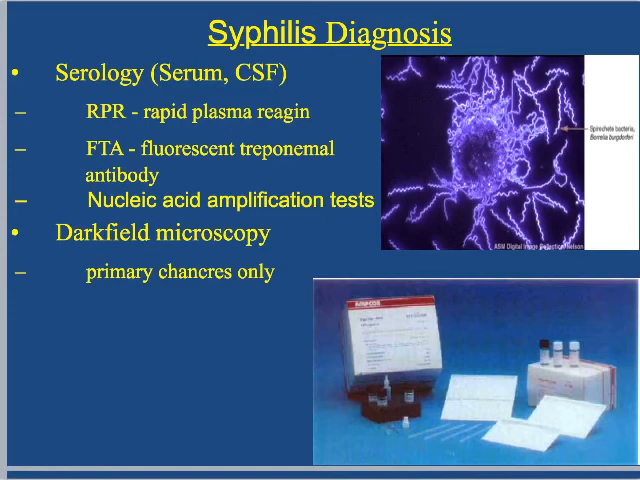 Syphilis Diagnosis
• Serology (Serum, CSF)
– RPR - rapid plasma reagin
– FTA - fluorescent treponemal
antibody
– Nucleic acid amplification tests
• Darkfield microscopy
– primary chancres only
Spirochete bacteria,
Borrelia burgdorferi
ASM Digital Image Collection/Nelson